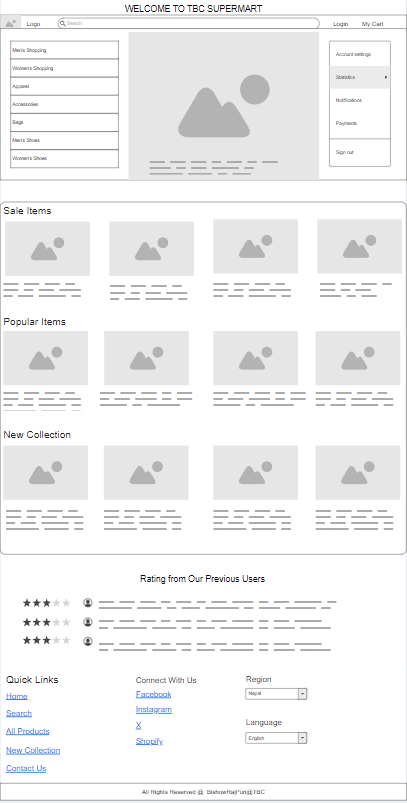 WELCOME TO TBC SUPERMART
Logo
Search
Login
My Cart
Men's Shopping
Women's Shopping
Apparel
Accessories
Bags
Men's Shoes
Women's Shoes
Account settings
Statistics
Notifications
Payments
Sign out
Sale Items
Popular Items
New Collection
Rating from Our Previous Users
Quick Links
Home
Search
All Products
New Collection
Contact Us
Connect With Us
Facebook
Instagram
X
Shopify
Region
Nepal
Language
English
All Rights Reserved @ BishowRajPuri@TBC